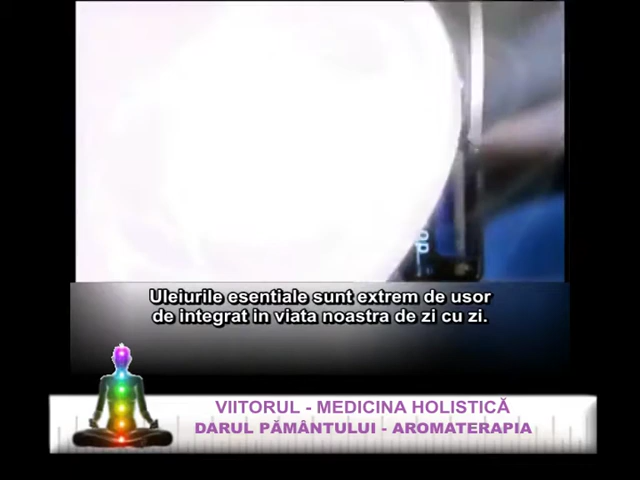 Uleiurile esentiale sunt extrem de usor
de integrat in viata noastra de zi cu zi.
VIITORUL - MEDICINA HOLISTICĂ
DARUL PĂMÂNTULUI - AROMATERAPIA